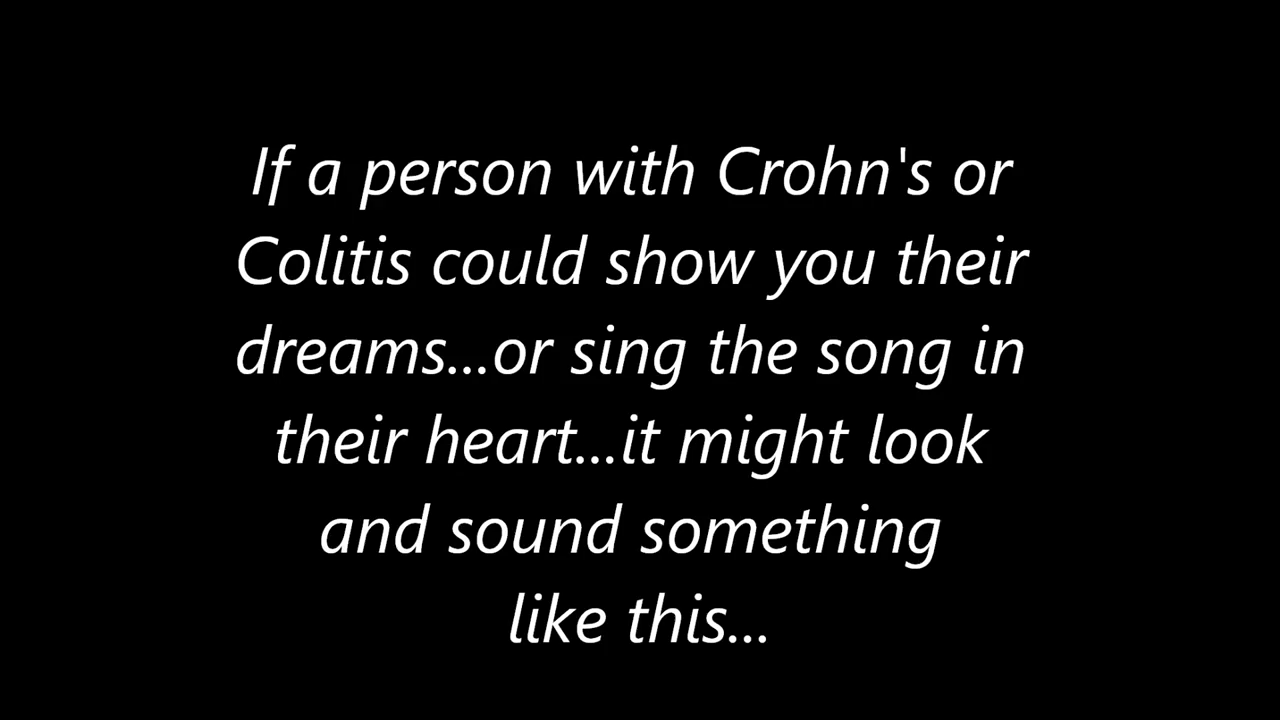 If a person with Crohn's or
Colitis could show you their
dreams...or sing the song in
their heart...it might look
and sound something
like this...